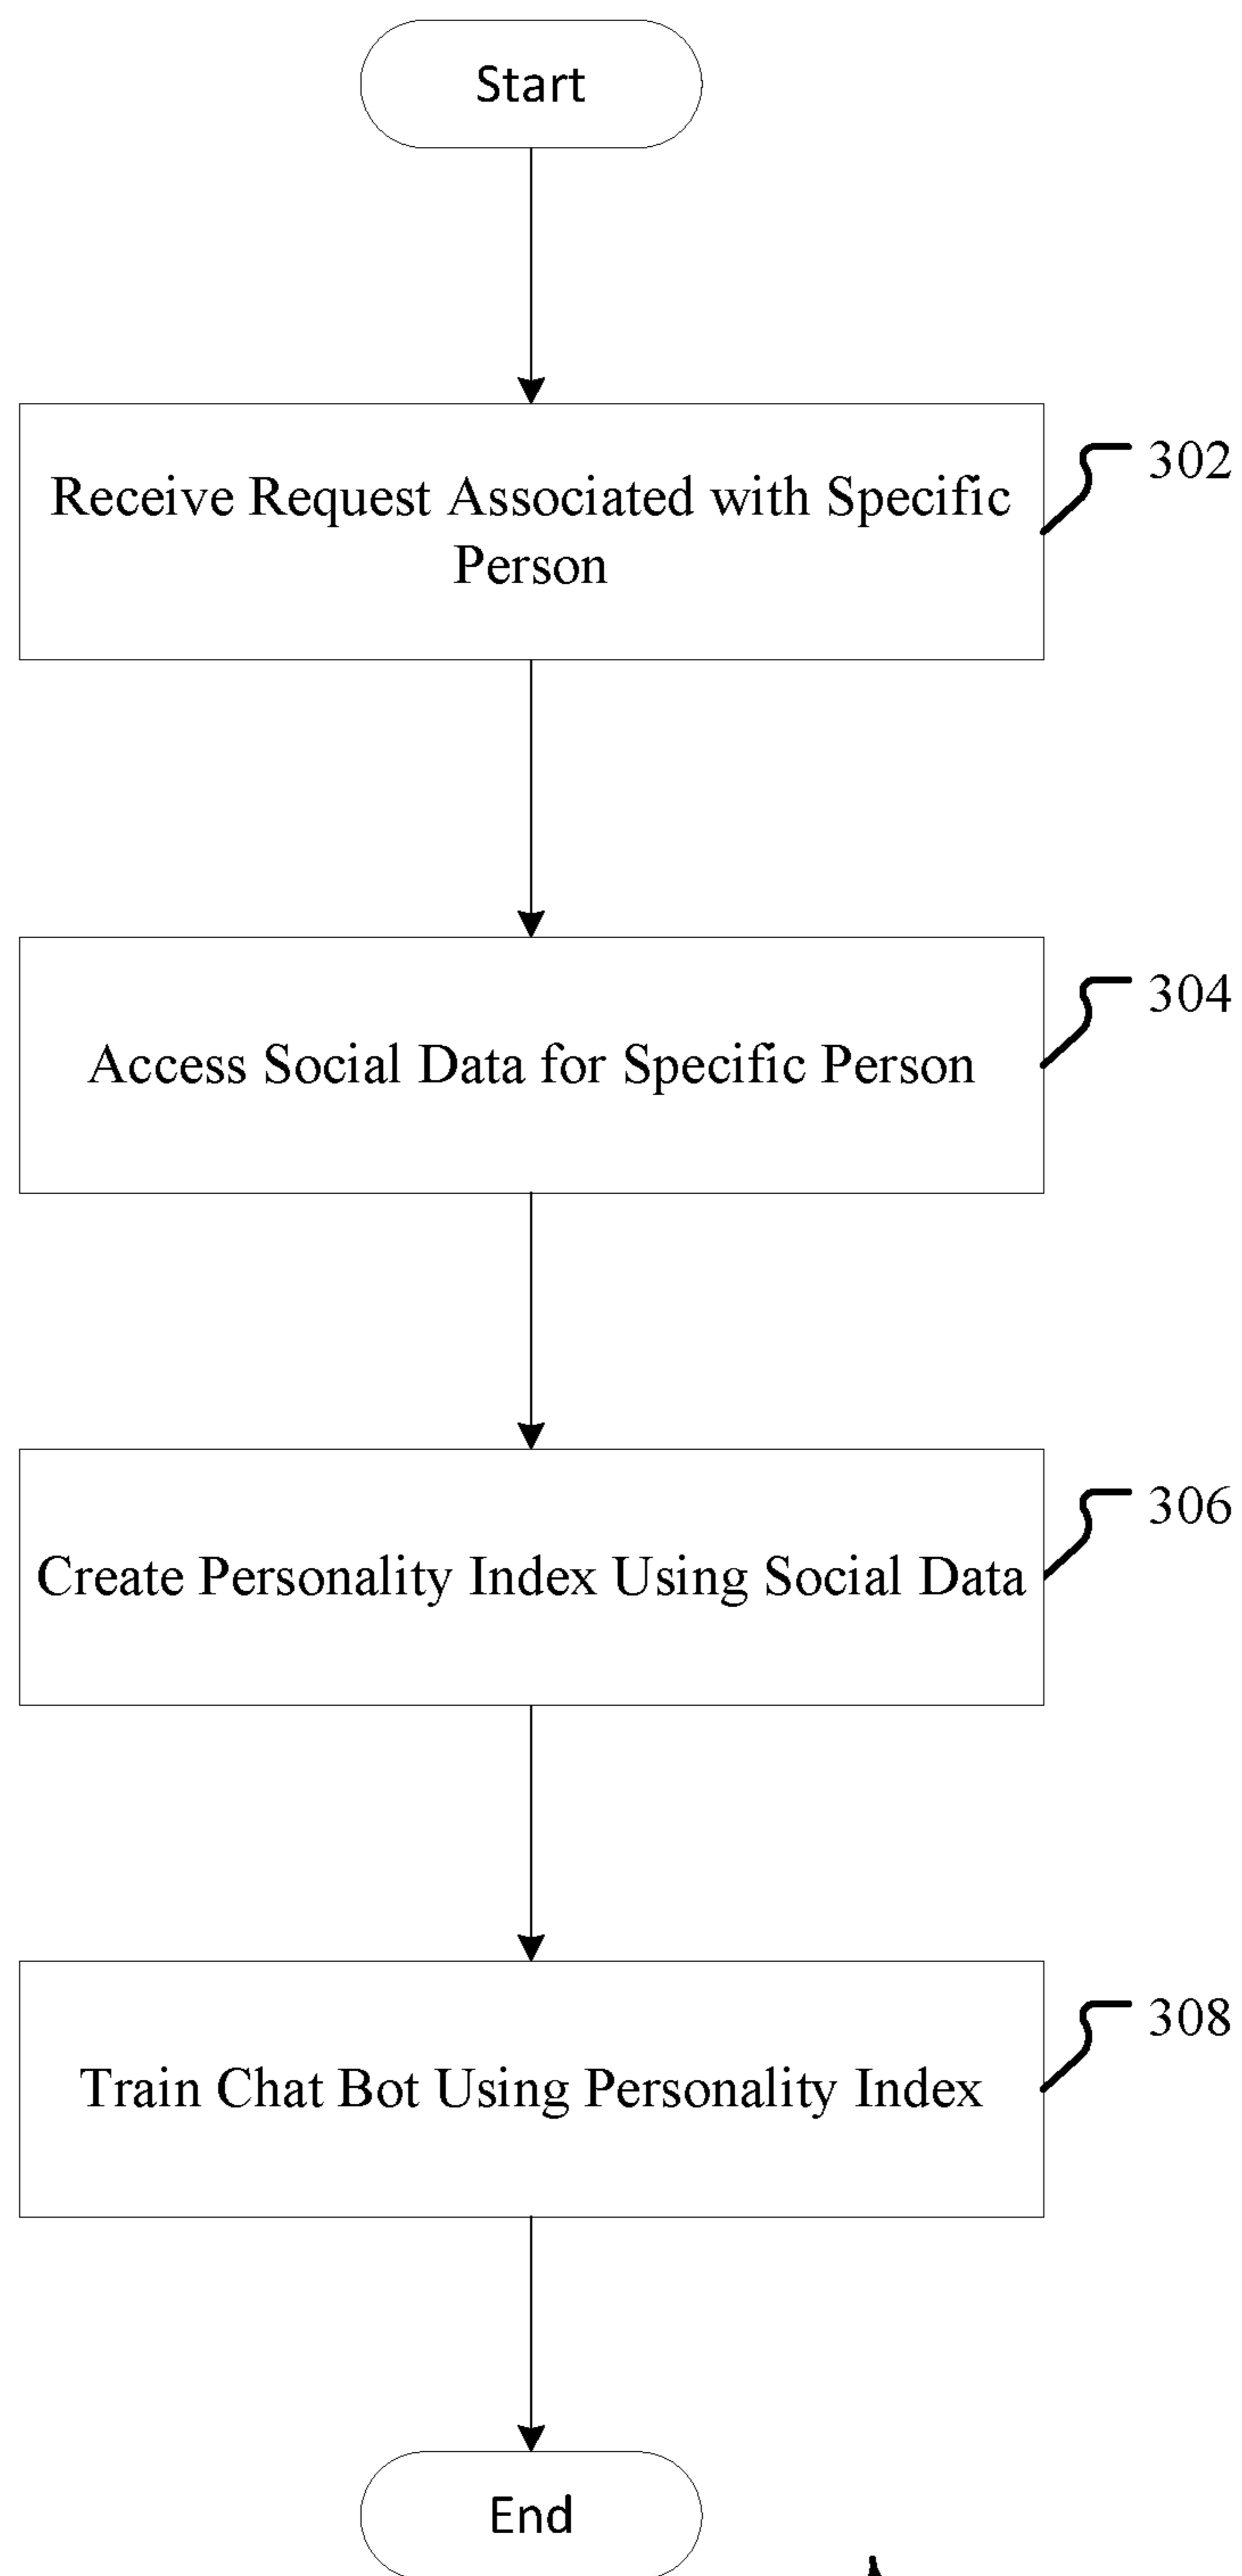 Start
Receive Request Associated with Specific
Person
302
Access Social Data for Specific Person
304
Create Personality Index Using Social Data
306
Train Chat Bot Using Personality Index
308
End